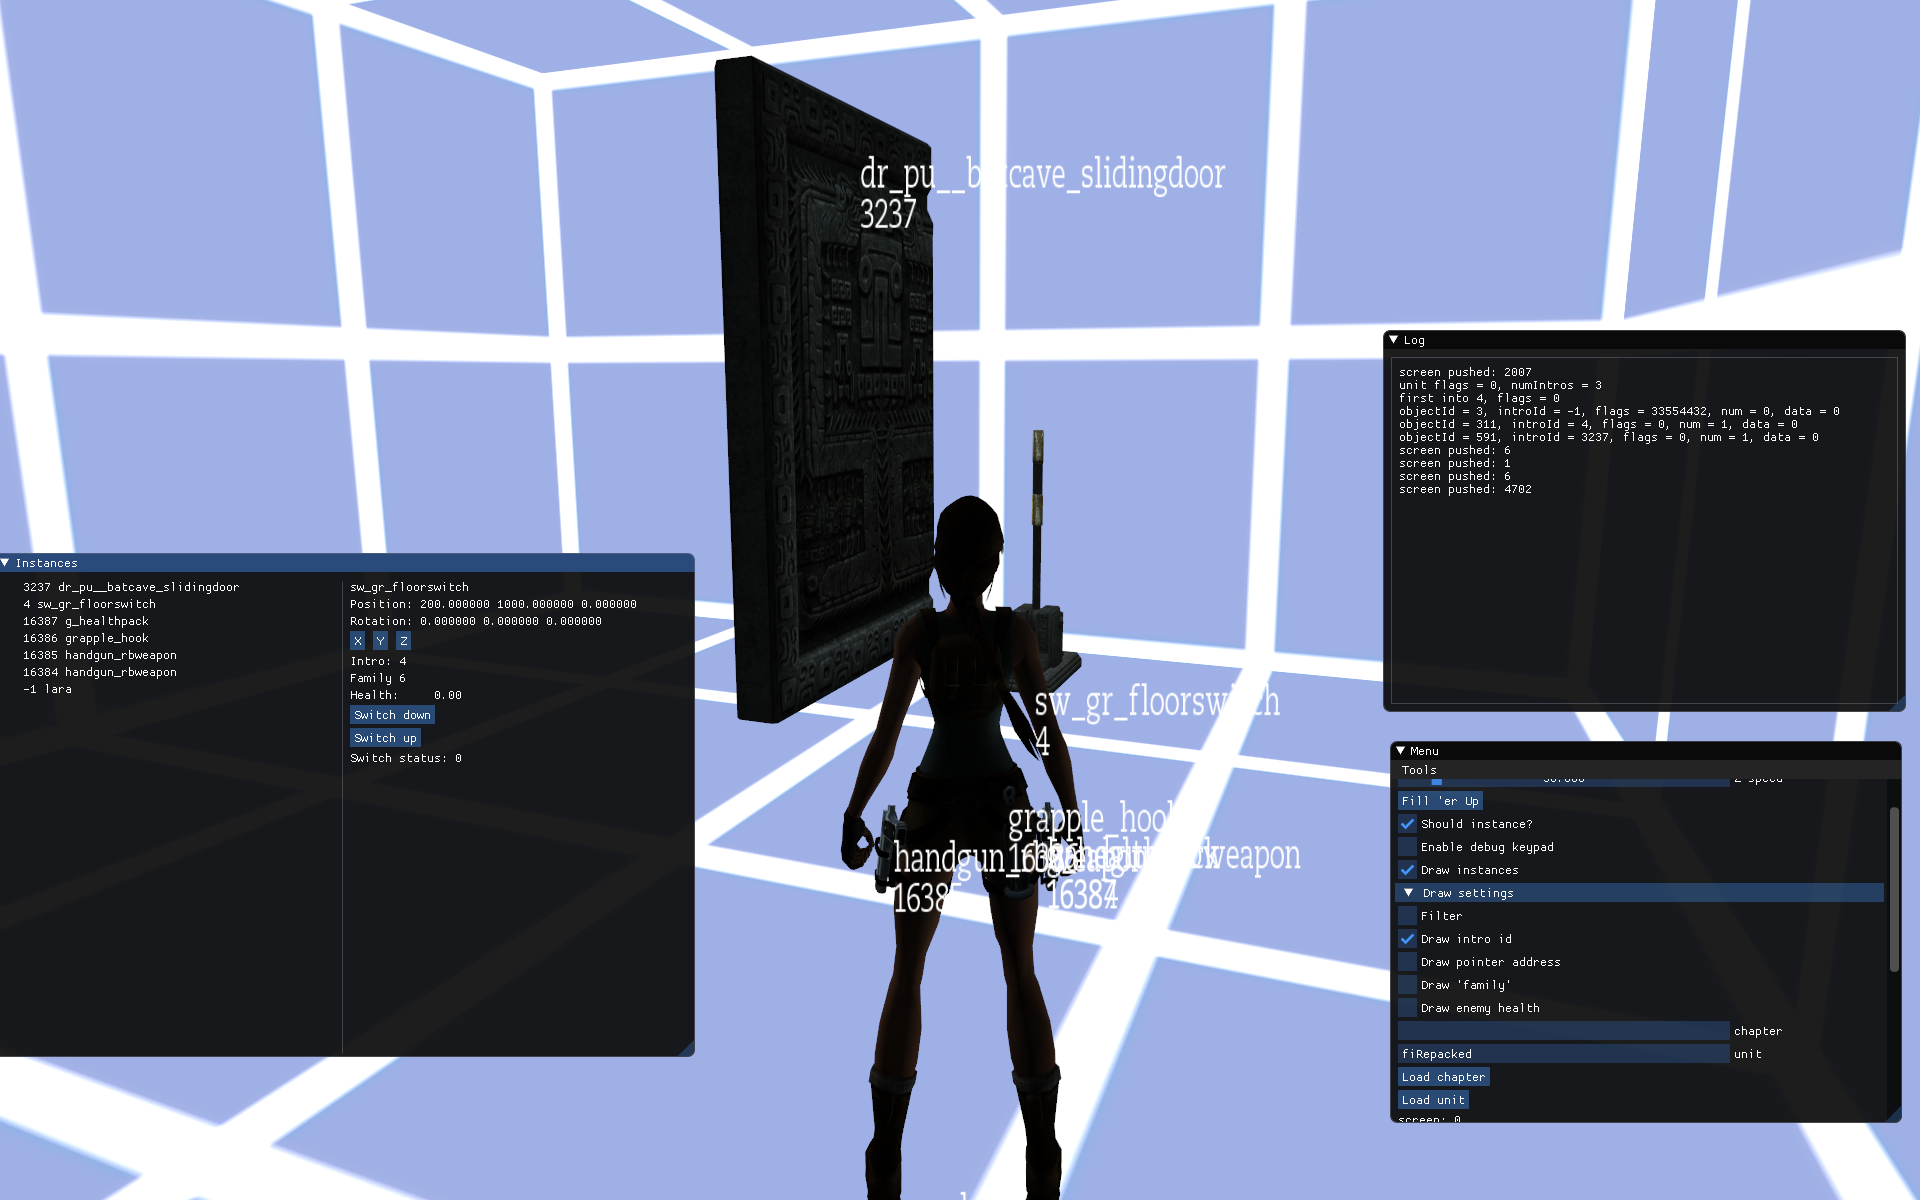 dr_pu__batcave_slidingdoor
3237
Log
screen pushed: 2007
unit flags = 0, numIntros = 3
first into 4, flags = 0
objectId = 3, introId = -1, flags = 33554432, num = 0, data = 0
objectId = 311, introId = 4, flags = 0, num = 1, data = 0
objectId = 591, introId = 3237, flags = 0, num = 1, data = 0
screen pushed: 6
screen pushed: 1
screen pushed: 6
screen pushed: 4702
Instances
3237 dr_pu__batcave_slidingdoor
4 sw_gr_floorswitch
16387 g_healthpack
16386 grapple_hook
16385 handgun_rbweapon
16384 handgun_rbweapon
-1 lara
sw_gr_floorswitch
Position: 200.000000 1000.000000 0.000000
Rotation: 0.000000 0.000000 0.000000
X Y Z
Intro: 4
Family 6
Health: 0.00
Switch down
Switch up
Switch status: 0
sw_gr_floorswitch
4
grapple_hook
16384
Menu
Tools
Fill 'er Up
Should instance?
Enable debug keypad
Draw instances
Draw settings
Filter
Draw intro id
Draw pointer address
Draw 'family'
Draw enemy health
chapter
fiRepacked unit
Load chapter
Load unit
screen: 0